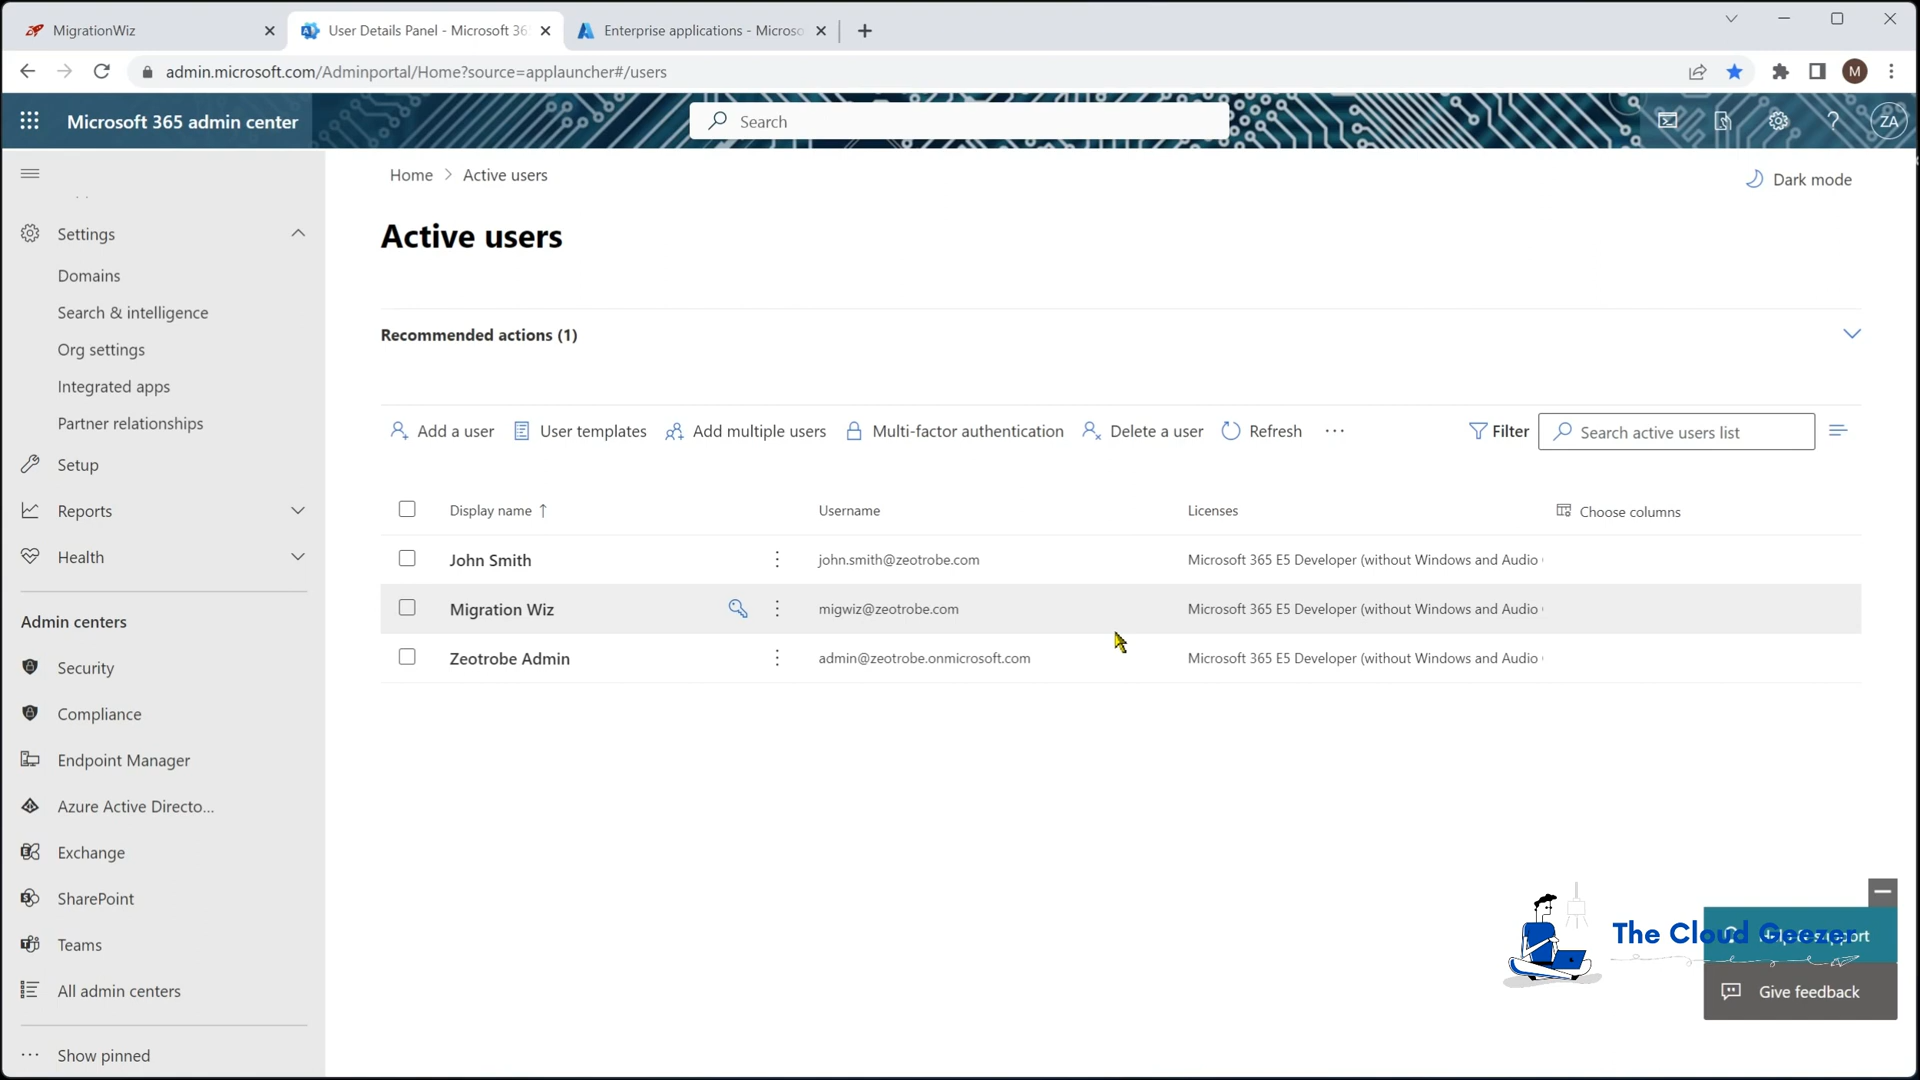 MigrationWiz
User Details Panel - Microsoft 36
Enterprise applications - Microso
admin.microsoft.com/Adminportal/Home?source=applauncher#/users
M
Microsoft 365 admin center
Search
ZA
Home > Active users
Dark mode
Active users
Settings
Domains
Search & intelligence
Org settings
Integrated apps
Partner relationships
Setup
Reports
Health
Admin centers
Security
Compliance
Endpoint Manager
Azure Active Directo...
Exchange
SharePoint
Teams
All admin centers
Show pinned
Recommended actions (1)
Add a user
User templates
Add multiple users
Multi-factor authentication
Delete a user
Refresh
Filter
Search active users list
Display name ↑
Username
Licenses
Choose columns
John Smith
john.smith@zeotrobe.com
Microsoft 365 E5 Developer (without Windows and Audio
Migration Wiz
migwiz@zeotrobe.com
Microsoft 365 E5 Developer (without Windows and Audio
Zeotrobe Admin
admin@zeotrobe.onmicrosoft.com
Microsoft 365 E5 Developer (without Windows and Audio
The Cloud Geezer
Help & support
Give feedback